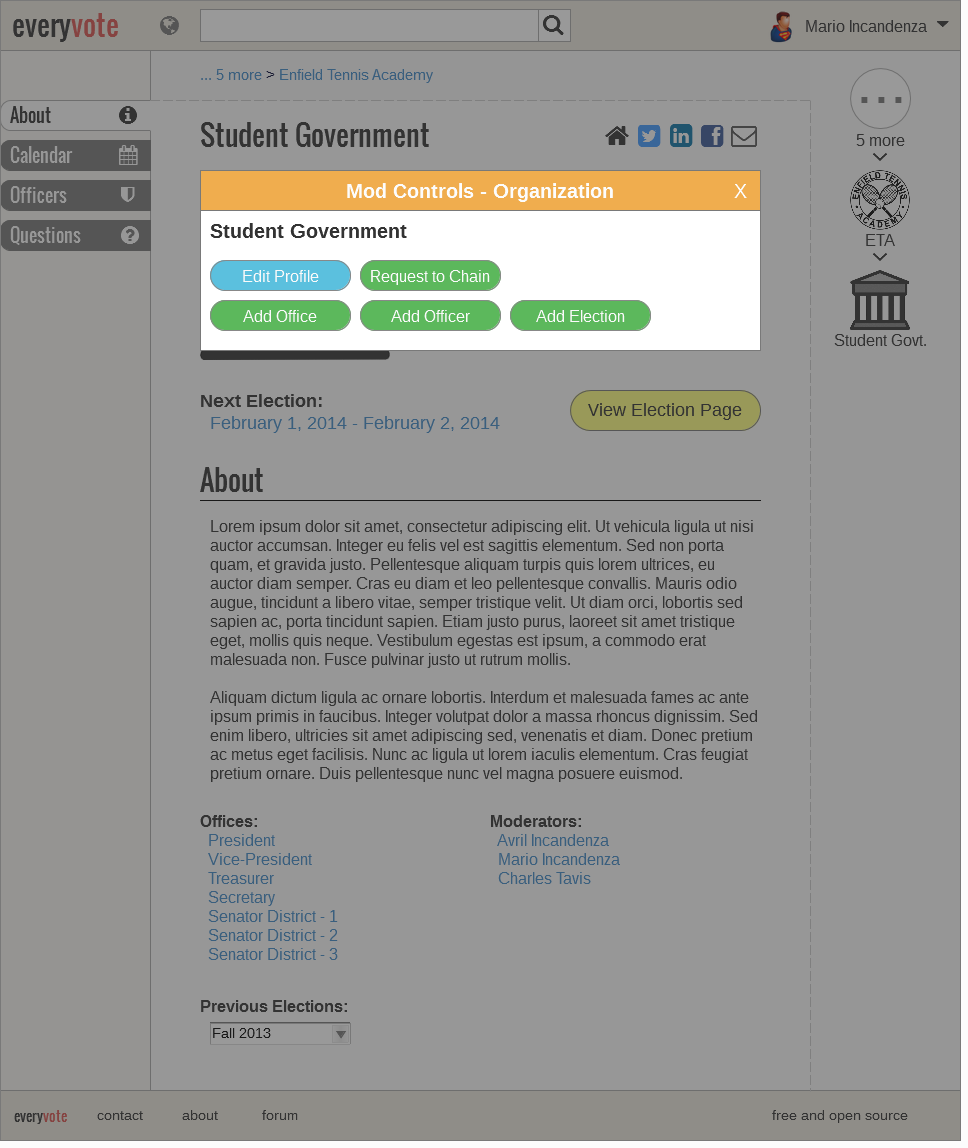 everyvote
Mario Incandenza
... 5 more > Enfield Tennis Academy
About
Calendar
Officers
Questions
Student Government
5 more
ENFIELD TENNIS ACADEMY
ETA
Student Govt.
Mod Controls - Organization X
Student Government
Edit Profile Request to Chain
Add Office Add Officer Add Election
Next Election:
February 1, 2014 - February 2, 2014
View Election Page
About
Lorem ipsum dolor sit amet, consectetur adipiscing elit. Ut vehicula ligula ut nisi
auctor accumsan. Integer eu felis vel est sagittis elementum. Sed non porta
quam, et gravida justo. Pellentesque aliquam turpis quis lorem ultrices, eu
auctor diam semper. Cras eu diam et leo pellentesque convallis. Mauris odio
augue, tincidunt a libero vitae, semper tristique velit. Ut diam orci, lobortis sed
sapien ac, porta tincidunt sapien. Etiam justo purus, laoreet sit amet tristique
eget, mollis quis neque. Vestibulum egestas est ipsum, a commodo erat
malesuada non. Fusce pulvinar justo ut rutrum mollis.
Aliquam dictum ligula ac ornare lobortis. Interdum et malesuada fames ac ante
ipsum primis in faucibus. Integer volutpat dolor a massa rhoncus dignissim. Sed
enim libero, ultricies sit amet adipiscing sed, venenatis et diam. Donec pretium
ac metus eget facilisis. Nunc ac ligula ut lorem iaculis elementum. Cras feugiat
pretium ornare. Duis pellentesque nunc vel magna posuere euismod.
Offices:
President
Vice-President
Treasurer
Secretary
Senator District - 1
Senator District - 2
Senator District - 3
Moderators:
Avril Incandenza
Mario Incandenza
Charles Tavis
Previous Elections:
Fall 2013
everyvote contact about forum free and open source